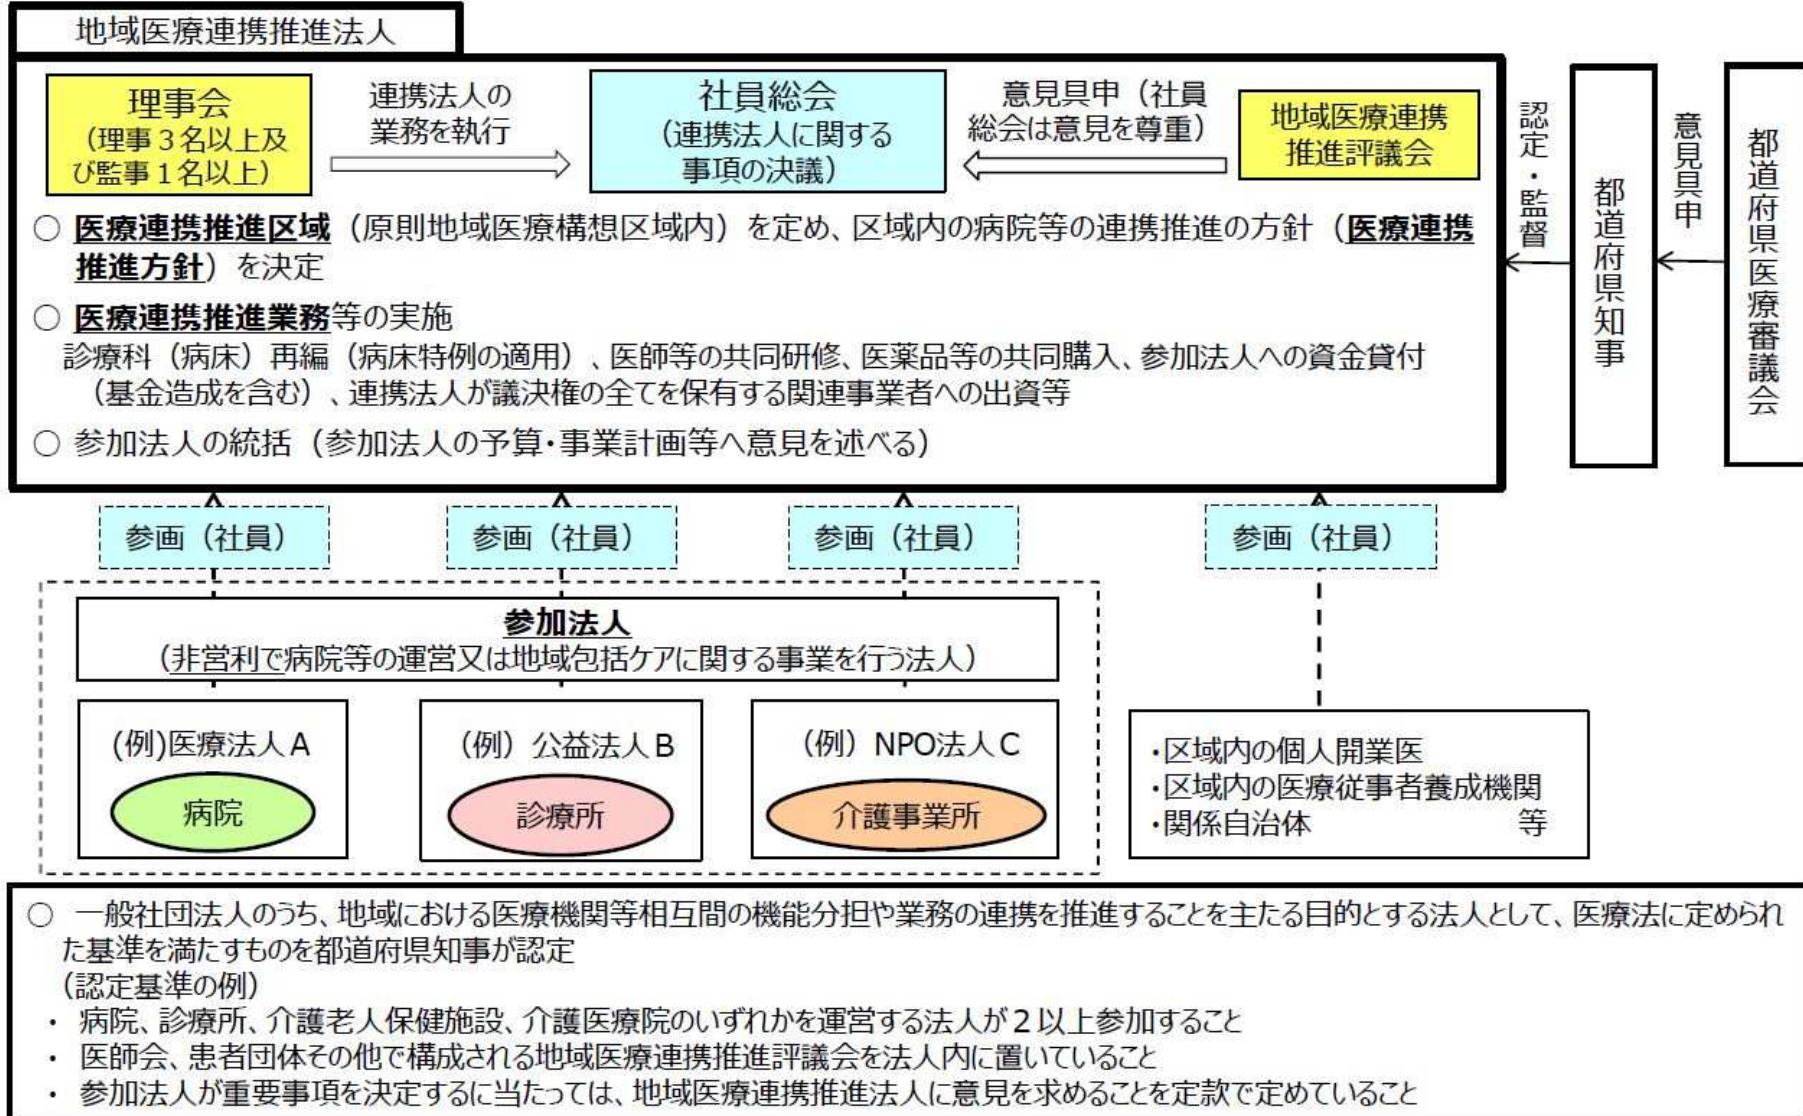 地域医療連携推進法人
理事会
（理事３名以上及
び監事１名以上）
連携法人の
業務を執行
社員総会
（連携法人に関する
事項の決議）
意見具申（社員
総会は意見を尊重）
地域医療連携
推進評議会
認定・監督
都道府県知事
意見具申
都道府県医療審議会
○ 医療連携推進区域（原則地域医療構想区域内）を定め、区域内の病院等の連携推進の方針（医療連携
推進方針）を決定
○ 医療連携推進業務等の実施
診療科（病床）再編（病床特例の適用）、医師等の共同研修、医薬品等の共同購入、参加法人への資金貸付
（基金造成を含む）、連携法人が議決権の全てを保有する関連事業者への出資等
○ 参加法人の統括（参加法人の予算・事業計画等へ意見を述べる）
参画（社員）
参画（社員）
参画（社員）
参画（社員）
参加法人
（非営利で病院等の運営又は地域包括ケアに関する事業を行う法人）
(例)医療法人A
病院
（例）公益法人B
診療所
（例）NPO法人C
介護事業所
・区域内の個人開業医
・区域内の医療従事者養成機関
・関係自治体 等
○ 一般社団法人のうち、地域における医療機関等相互間の機能分担や業務の連携を推進することを主たる目的とする法人として、医療法に定められ
た基準を満たすものを都道府県知事が認定
（認定基準の例）
・ 病院、診療所、介護老人保健施設、介護医療院のいずれかを運営する法人が２以上参加すること
・ 医師会、患者団体その他で構成される地域医療連携推進評議会を法人内に置いていること
・ 参加法人が重要事項を決定するに当たっては、地域医療連携推進法人に意見を求めることを定款で定めていること